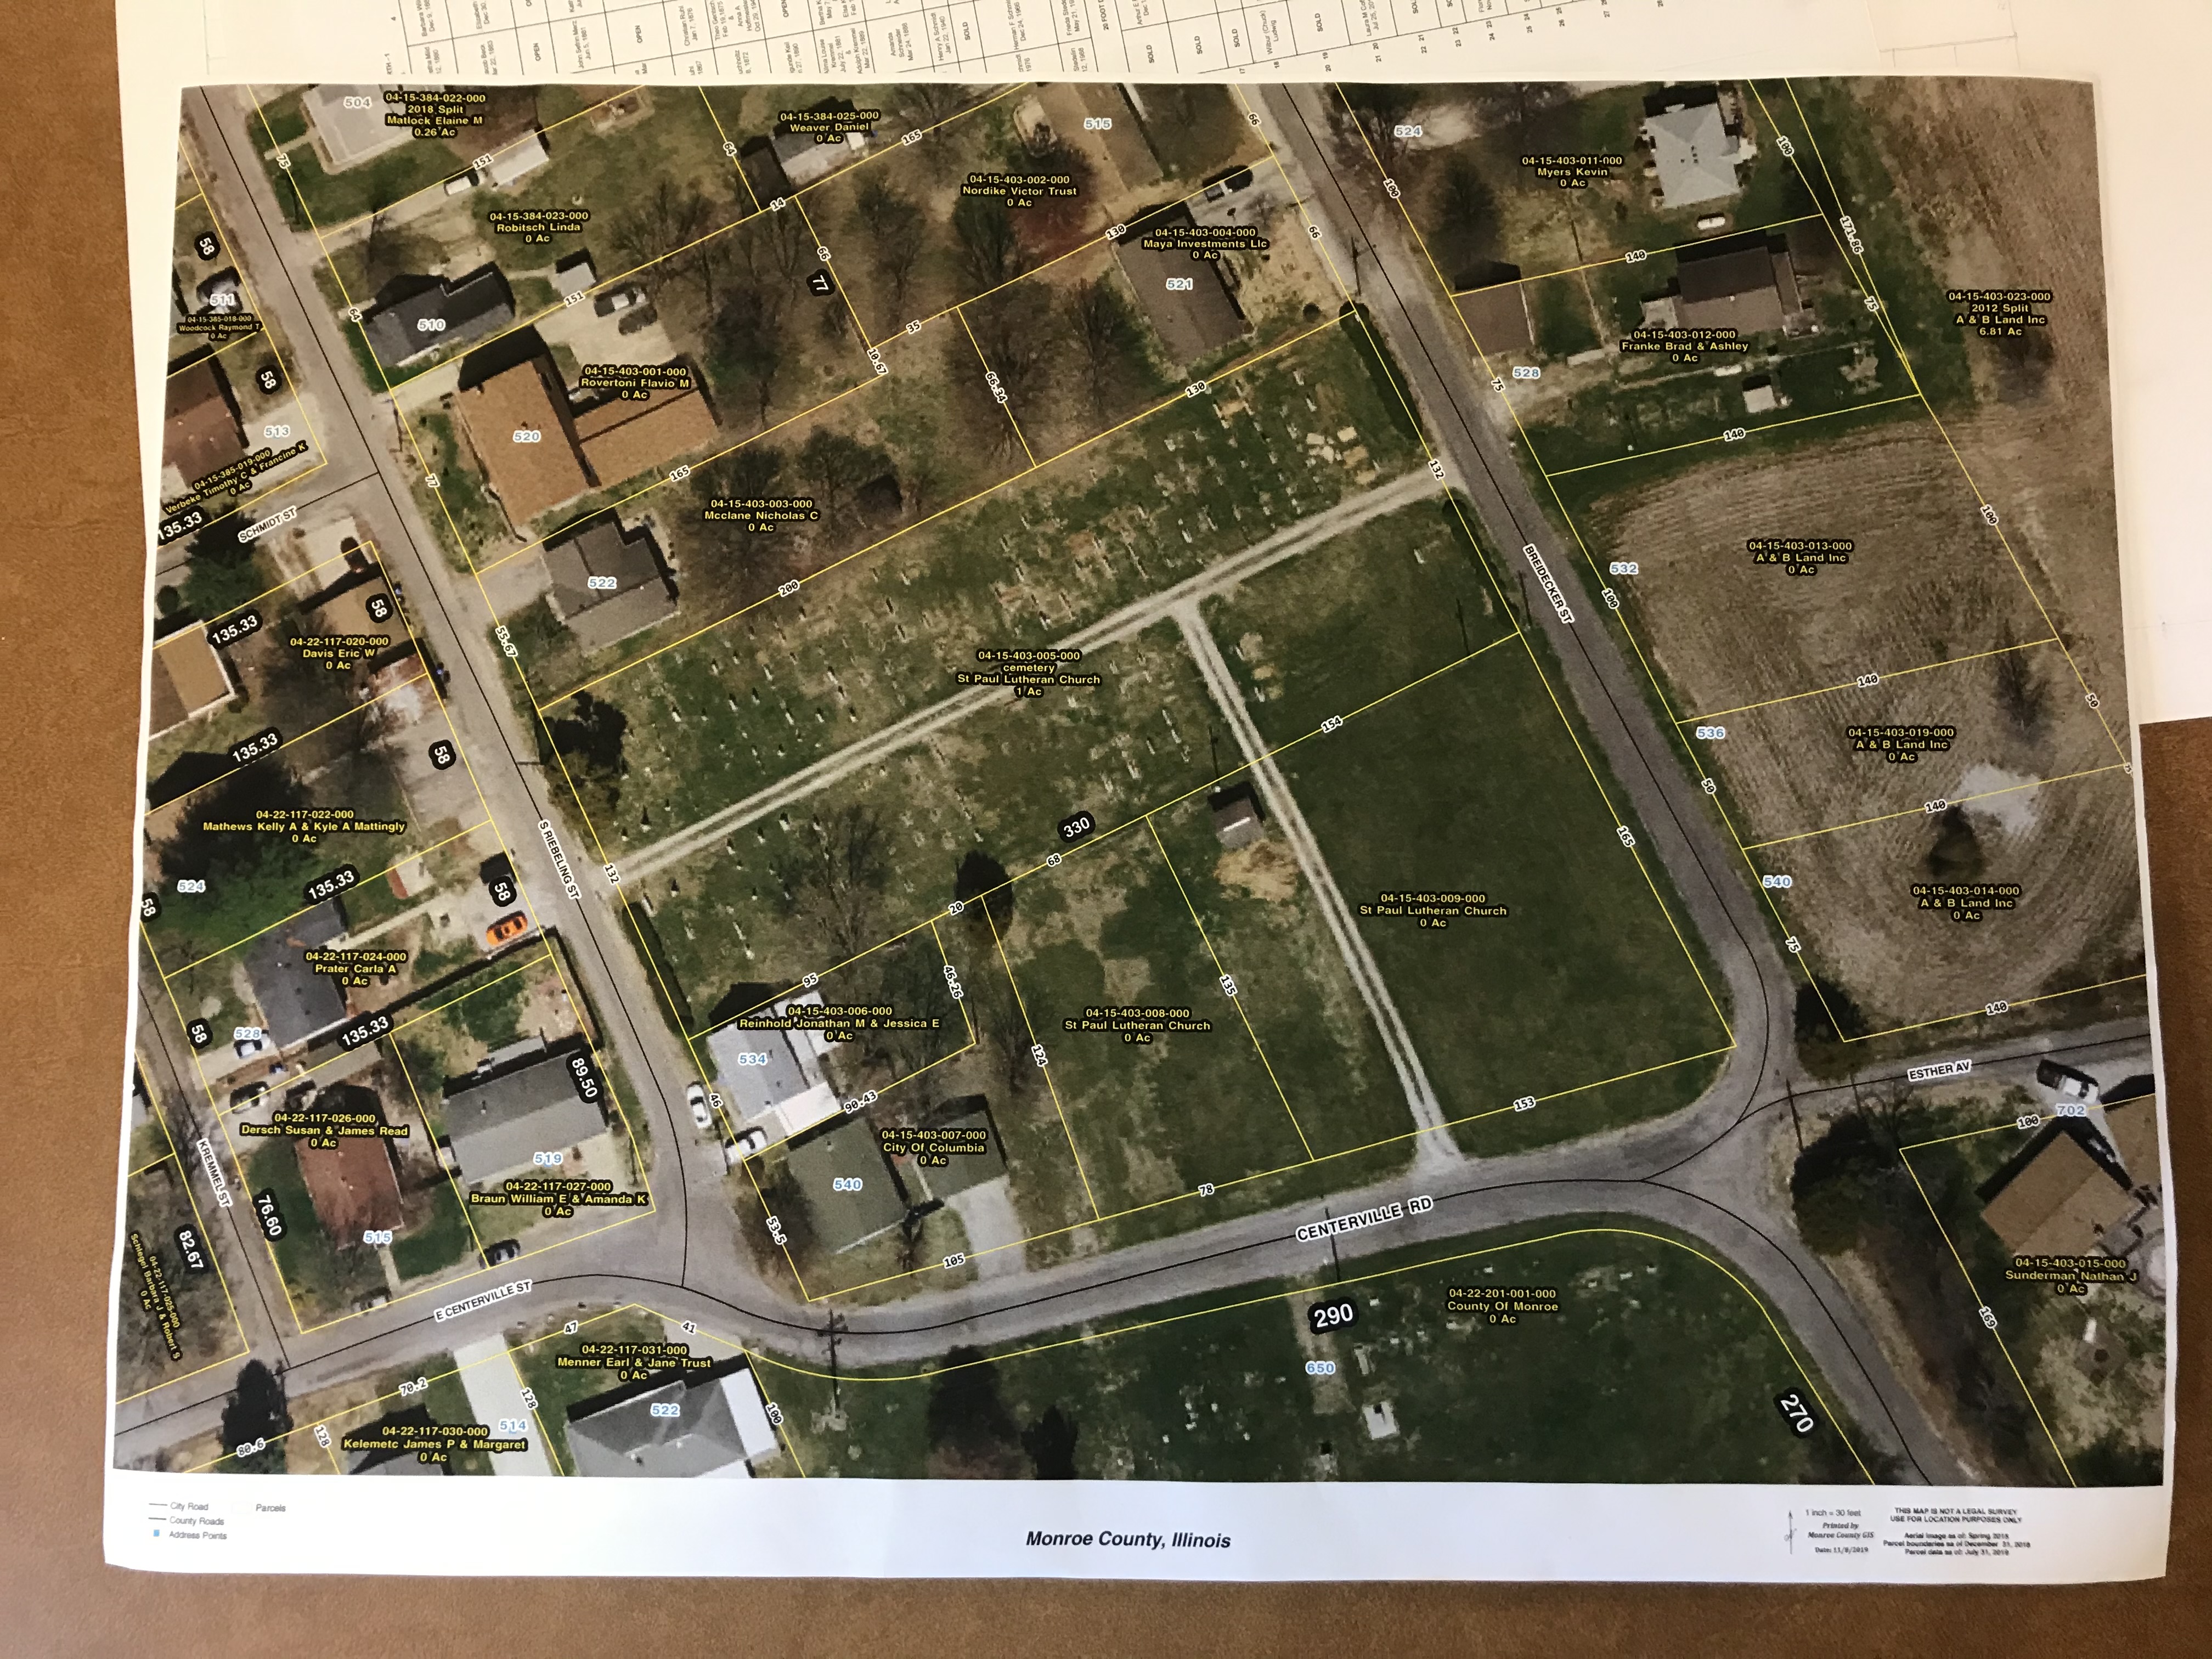 OPEN
OPEN
SOLD
SOLD
SOLD
SOLD
SOLD
504
04-15-384-022-000
2018 Split
Matlock Elaine M
0.26 Ac
75
151
64
04-15-384-025-000
Weaver Daniel
0 Ac
165
515
66
524
100
04-15-403-011-000
Myers Kevin
0 Ac
100
171.86
04-15-384-023-000
Robitsch Linda
0 Ac
14
04-15-403-002-000
Nordike Victor Trust
0 Ac
130
04-15-403-004-000
Maya Investments Llc
0 Ac
521
66
140
75
04-15-403-023-000
2012 Split
A & B Land Inc
6.81 Ac
58
511
04-15-385-018-000
Woodcock Raymond T
0 Ac
64
510
151
66
77
35
10.67
66.34
04-15-403-012-000
Franke Brad & Ashley
0 Ac
528
75
140
58
513
04-15-385-019-000
Verbeke Timothy C & Francine K
0 Ac
135.33
SCHMIDT ST
77
520
04-15-403-001-000
Rovertoni Flavio M
0 Ac
165
130
132
100
04-15-403-003-000
Mcclane Nicholas C
0 Ac
522
200
55.67
BREIDECKER ST
532
100
04-15-403-013-000
A & B Land Inc
0 Ac
135.33
58
04-22-117-020-000
Davis Eric W
0 Ac
04-15-403-005-000
cemetery
St Paul Lutheran Church
1 Ac
154
140
50
536
50
04-15-403-019-000
A & B Land Inc
0 Ac
140
135.33
58
04-22-117-022-000
Mathews Kelly A & Kyle A Mattingly
0 Ac
524
S RIEBELING ST
132
330
68
20
165
540
75
04-15-403-014-000
A & B Land Inc
0 Ac
140
58
135.33
58
04-22-117-024-000
Prater Carla A
0 Ac
95
46.26
04-15-403-006-000
Reinhold Jonathan M & Jessica E
0 Ac
534
46
90.43
124
04-15-403-008-000
St Paul Lutheran Church
0 Ac
135
04-15-403-009-000
St Paul Lutheran Church
0 Ac
153
58
528
135.33
89.50
ESTHER AV
702
100
04-22-117-026-000
Dersch Susan & James Read
0 Ac
515
76.60
KREMMEL ST
519
04-22-117-027-000
Braun William E & Amanda K
0 Ac
04-15-403-007-000
City Of Columbia
0 Ac
540
53.5
105
78
CENTERVILLE RD
82.67
04-22-117-025-000
Schlegel Barbara J & Robert S
0 Ac
E CENTERVILLE ST
290
04-22-201-001-000
County Of Monroe
0 Ac
650
270
04-15-403-015-000
Sunderman Nathan J
0 Ac
169
47
41
04-22-117-031-000
Menner Earl & Jane Trust
0 Ac
522
100
70.2
128
514
04-22-117-030-000
Kelemetc James P & Margaret
0 Ac
80.6
128
City Road
County Roads
Address Points
Parcels
Monroe County, Illinois
1 inch = 30 feet
Printed by
Monroe County GIS
Date: 11/8/2019
THIS MAP IS NOT A LEGAL SURVEY
USE FOR LOCATION PURPOSES ONLY
Aerial Image as of: Spring 2018
Parcel boundaries as of December 31, 2018
Parcel data as of: July 31, 2019